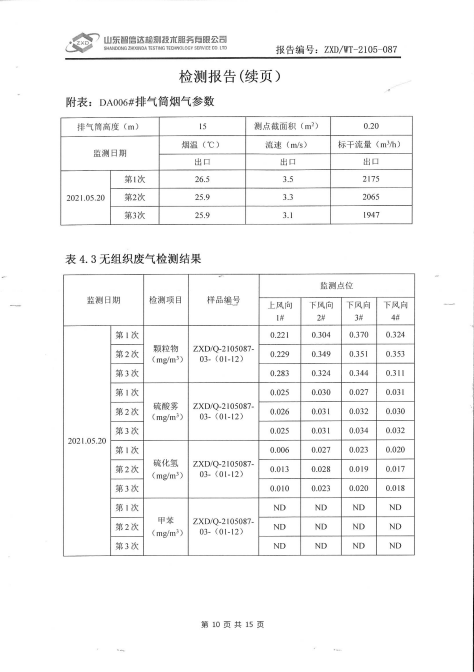 ZXD
山东智信达检测技术服务有限公司
SHANDONG ZHIXINDA TESTING TECHNOLOGY SERVICE CO. LTD
报告编号: ZXD/WT-2105-087
检测报告(续页)
附表: DA006#排气筒烟气参数
排气筒高度（m） 15 测点截面积（m²） 0.20
监测日期 烟温（℃） 流速（m/s） 标干流量（m³/h）
出口 出口 出口
2021.05.20 第1次 26.5 3.5 2175
第2次 25.9 3.3 2065
第3次 25.9 3.1 1947
表 4.3 无组织废气检测结果
监测日期 检测项目 样品编号 监测点位
上风向1# 下风向2# 下风向3# 下风向4#
2021.05.20 第1次 颗粒物（mg/m³） ZXD/Q-2105087-03-（01-12） 0.221 0.304 0.370 0.324
第2次 0.229 0.349 0.351 0.353
第3次 0.283 0.324 0.344 0.311
第1次 硫酸雾（mg/m³） ZXD/Q-2105087-03-（01-12） 0.025 0.030 0.027 0.031
第2次 0.026 0.031 0.032 0.030
第3次 0.025 0.031 0.034 0.032
第1次 硫化氢（mg/m³） ZXD/Q-2105087-03-（01-12） 0.006 0.027 0.023 0.020
第2次 0.013 0.028 0.019 0.017
第3次 0.010 0.023 0.020 0.018
第1次 甲苯（mg/m³） ZXD/Q-2105087-03-（01-12） ND ND ND ND
第2次 ND ND ND ND
第3次 ND ND ND ND
第 10 页 共 15 页